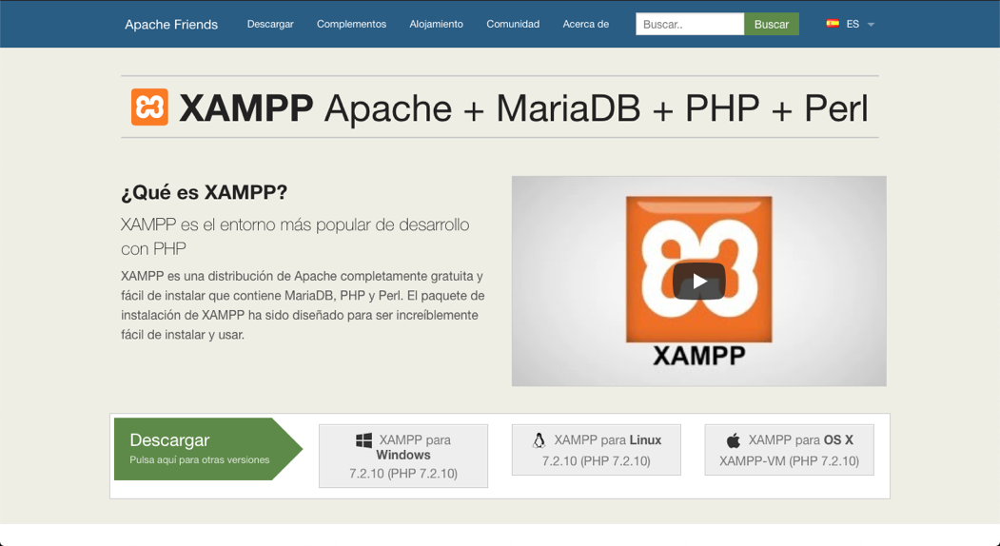 Apache Friends Descargar Complementos Alojamiento Comunidad Acerca de Buscar.. Buscar ES
XAMPP Apache + MariaDB + PHP + Perl
¿Qué es XAMPP?
XAMPP es el entorno más popular de desarrollo
con PHP
XAMPP es una distribución de Apache completamente gratuita y
fácil de instalar que contiene MariaDB, PHP y Perl. El paquete de
instalación de XAMPP ha sido diseñado para ser increíblemente
fácil de instalar y usar.
XAMPP
Descargar
Pulsa aquí para otras versiones
XAMPP para
Windows
7.2.10 (PHP 7.2.10)
XAMPP para Linux
7.2.10 (PHP 7.2.10)
XAMPP para OS X
XAMPP-VM (PHP 7.2.10)